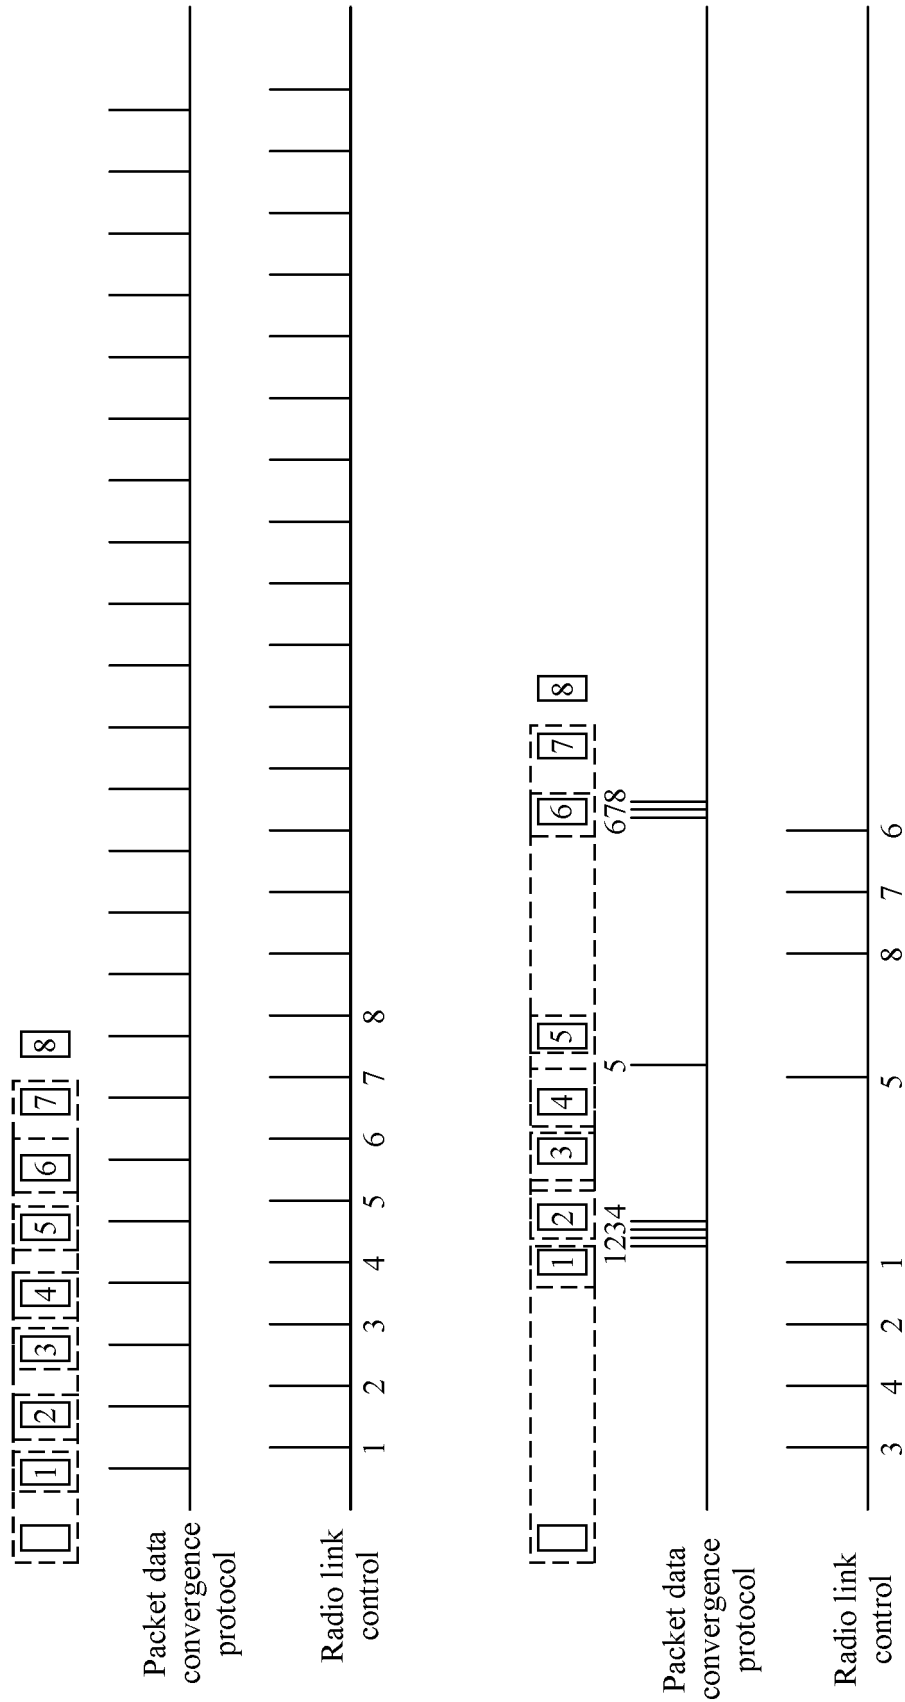 1 2 3 4 5 6 7 8
Packet data
convergence
protocol
Radio link
control
1 2 3 4 5 6 7 8
1 2 3 4 5 6 7 8
1234 5 678
Packet data
convergence
protocol
Radio link
control
3 4 2 1 5 8 7 6